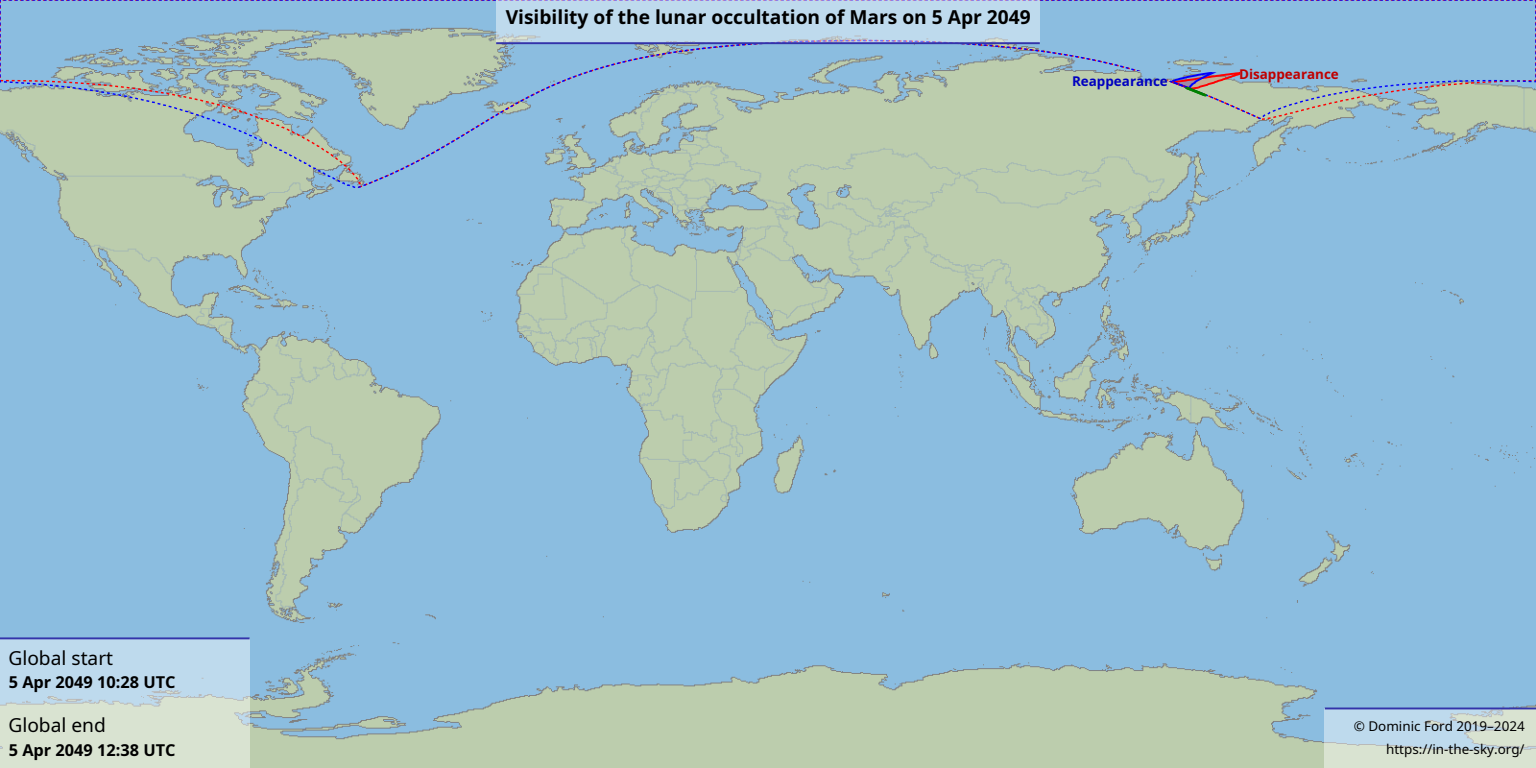 Visibility of the lunar occultation of Mars on 5 Apr 2049
Reappearance
Disappearance
Global start
5 Apr 2049 10:28 UTC
Global end
5 Apr 2049 12:38 UTC
© Dominic Ford 2019–2024
https://in-the-sky.org/